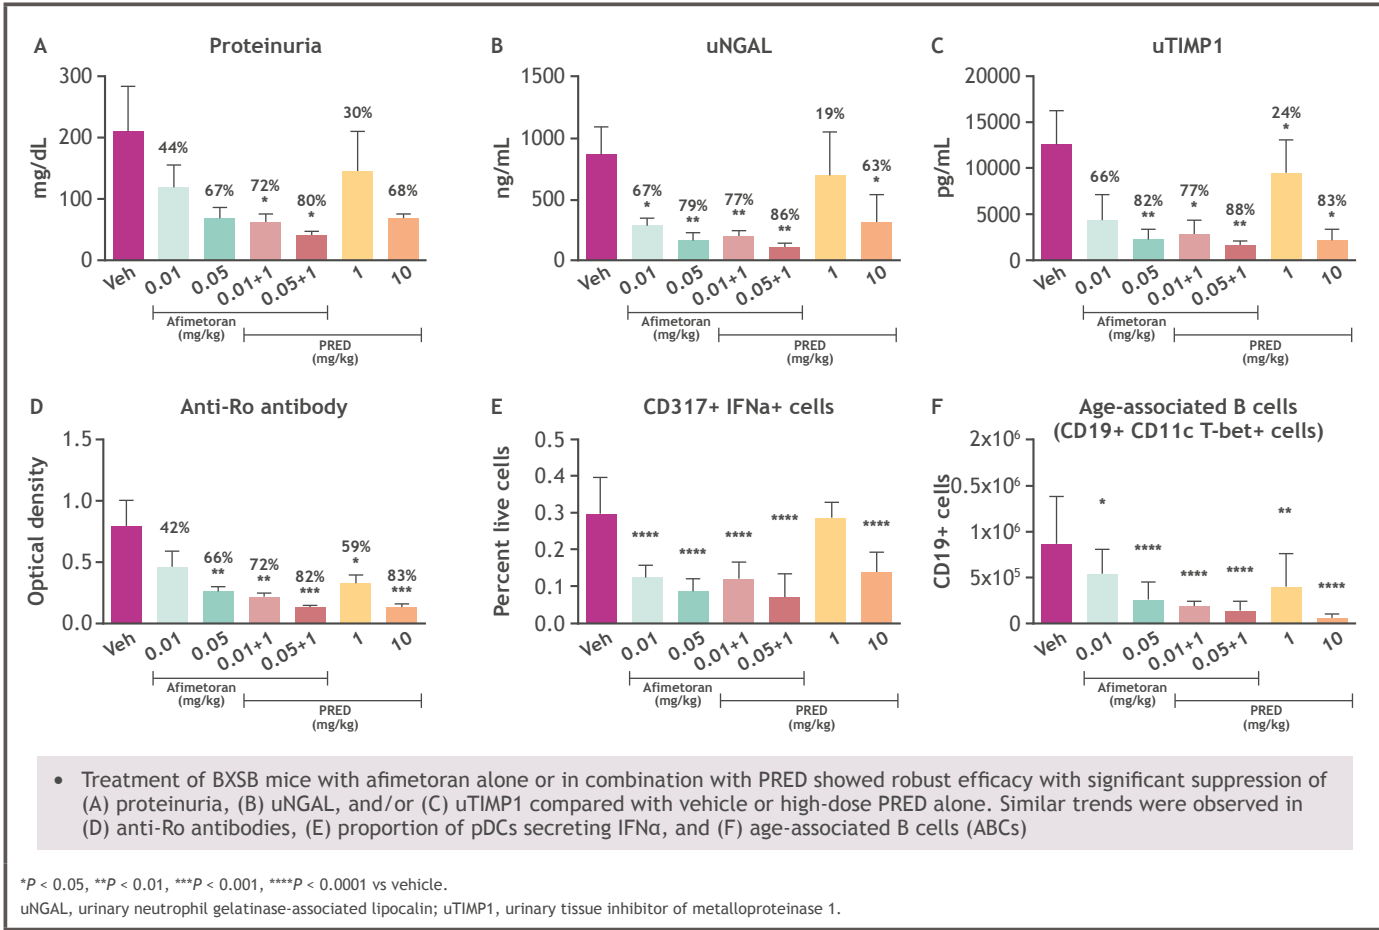 A
Proteinuria
mg/dL
300
200
100
0
44%
67%
72%
*
80%
*
30%
68%
Veh
0.01
0.05
0.01+1
0.05+1
1
10
Afimetoran
(mg/kg)
PRED
(mg/kg)
B
uNGAL
ng/mL
1500
1000
500
0
67%
*
79%
**
77%
**
86%
**
19%
63%
*
Veh
0.01
0.05
0.01+1
0.05+1
1
10
Afimetoran
(mg/kg)
PRED
(mg/kg)
C
uTIMP1
pg/mL
20000
15000
10000
5000
0
66%
82%
**
77%
*
88%
**
24%
*
83%
*
Veh
0.01
0.05
0.01+1
0.05+1
1
10
Afimetoran
(mg/kg)
PRED
(mg/kg)
D
Anti-Ro antibody
Optical density
1.5
1.0
0.5
0.0
42%
66%
**
72%
**
82%
***
59%
*
83%
***
Veh
0.01
0.05
0.01+1
0.05+1
1
10
Afimetoran
(mg/kg)
PRED
(mg/kg)
E
CD317+ IFNa+ cells
Percent live cells
0.5
0.4
0.3
0.2
0.1
0.0
****
****
****
****
****
Veh
0.01
0.05
0.01+1
0.05+1
1
10
Afimetoran
(mg/kg)
PRED
(mg/kg)
F
Age-associated B cells
(CD19+ CD11c T-bet+ cells)
CD19+ cells
2x10⁶
0.5x10⁶
1x10⁶
5x10⁵
0
*
****
****
****
**
****
Veh
0.01
0.05
0.01+1
0.05+1
1
10
Afimetoran
(mg/kg)
PRED
(mg/kg)
• Treatment of BXSB mice with afimetoran alone or in combination with PRED showed robust efficacy with significant suppression of
(A) proteinuria, (B) uNGAL, and/or (C) uTIMP1 compared with vehicle or high-dose PRED alone. Similar trends were observed in
(D) anti-Ro antibodies, (E) proportion of pDCs secreting IFNα, and (F) age-associated B cells (ABCs)
*P < 0.05, **P < 0.01, ***P < 0.001, ****P < 0.0001 vs vehicle.
uNGAL, urinary neutrophil gelatinase-associated lipocalin; uTIMP1, urinary tissue inhibitor of metalloproteinase 1.